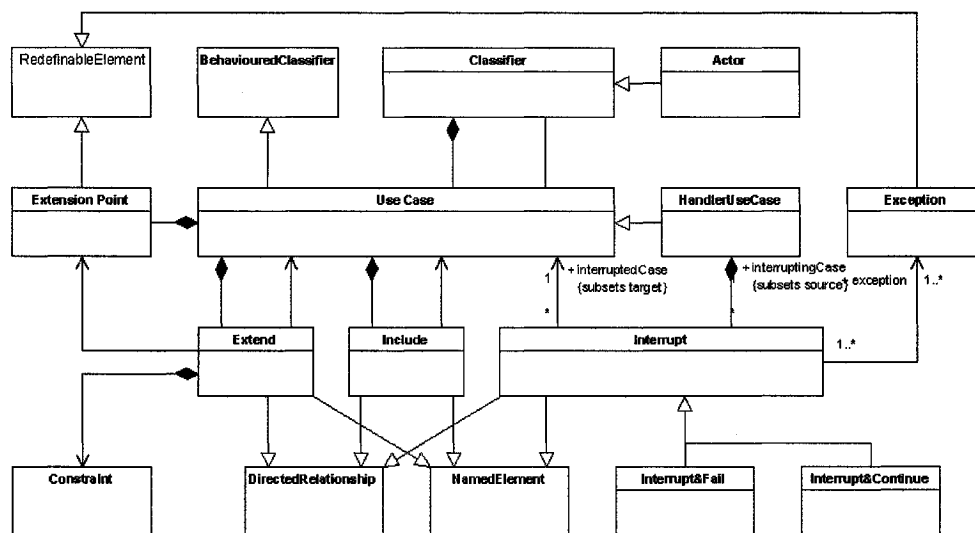 RedefinableElement
BehaviouredClassifier
Classifier
Actor
Extension Point
Use Case
HandlerUseCase
Exception
1
+ interruptedCase
{subsets target}
*
+ interruptingCase
{subsets source}
*
+ exception
1..*
Extend
Include
Interrupt
1..*
Constraint
DirectedRelationship
NamedElement
Interrupt&Fail
Interrupt&Continue